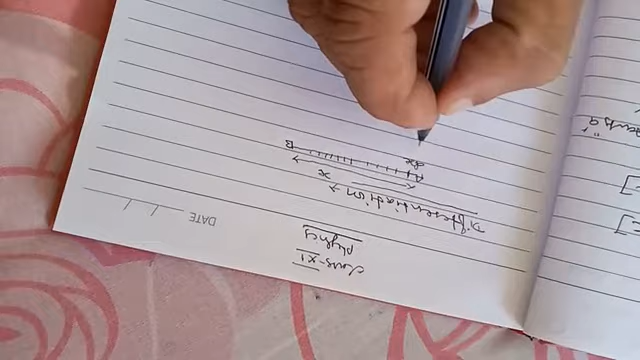 DATE
class-XI
physics
Differentiation →
x
A B
dx